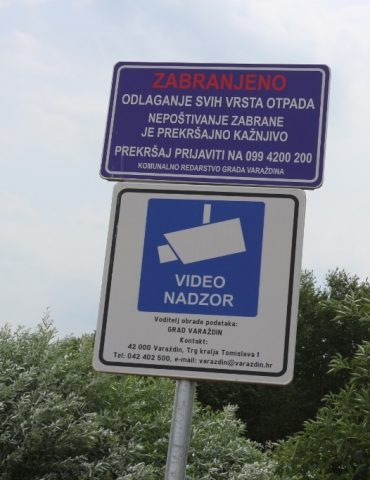 ZABRANJENO
ODLAGANJE SVIH VRSTA OTPADA
NEPOŠTIVANJE ZABRANE
JE PREKRŠAJNO KAŽNJIVO
PREKRŠAJ PRIJAVITI NA 099 4200 200
KOMUNALNO REDARSTVO GRADA VARAŽDINA
VIDEO
NADZOR
Voditelj obrade podataka:
GRAD VARAŽDIN
Kontakt:
42 000 Varaždin, Trg kralja Tomislava 1
Tel: 042 402 500, e-mail: varazdin@varazdin.hr